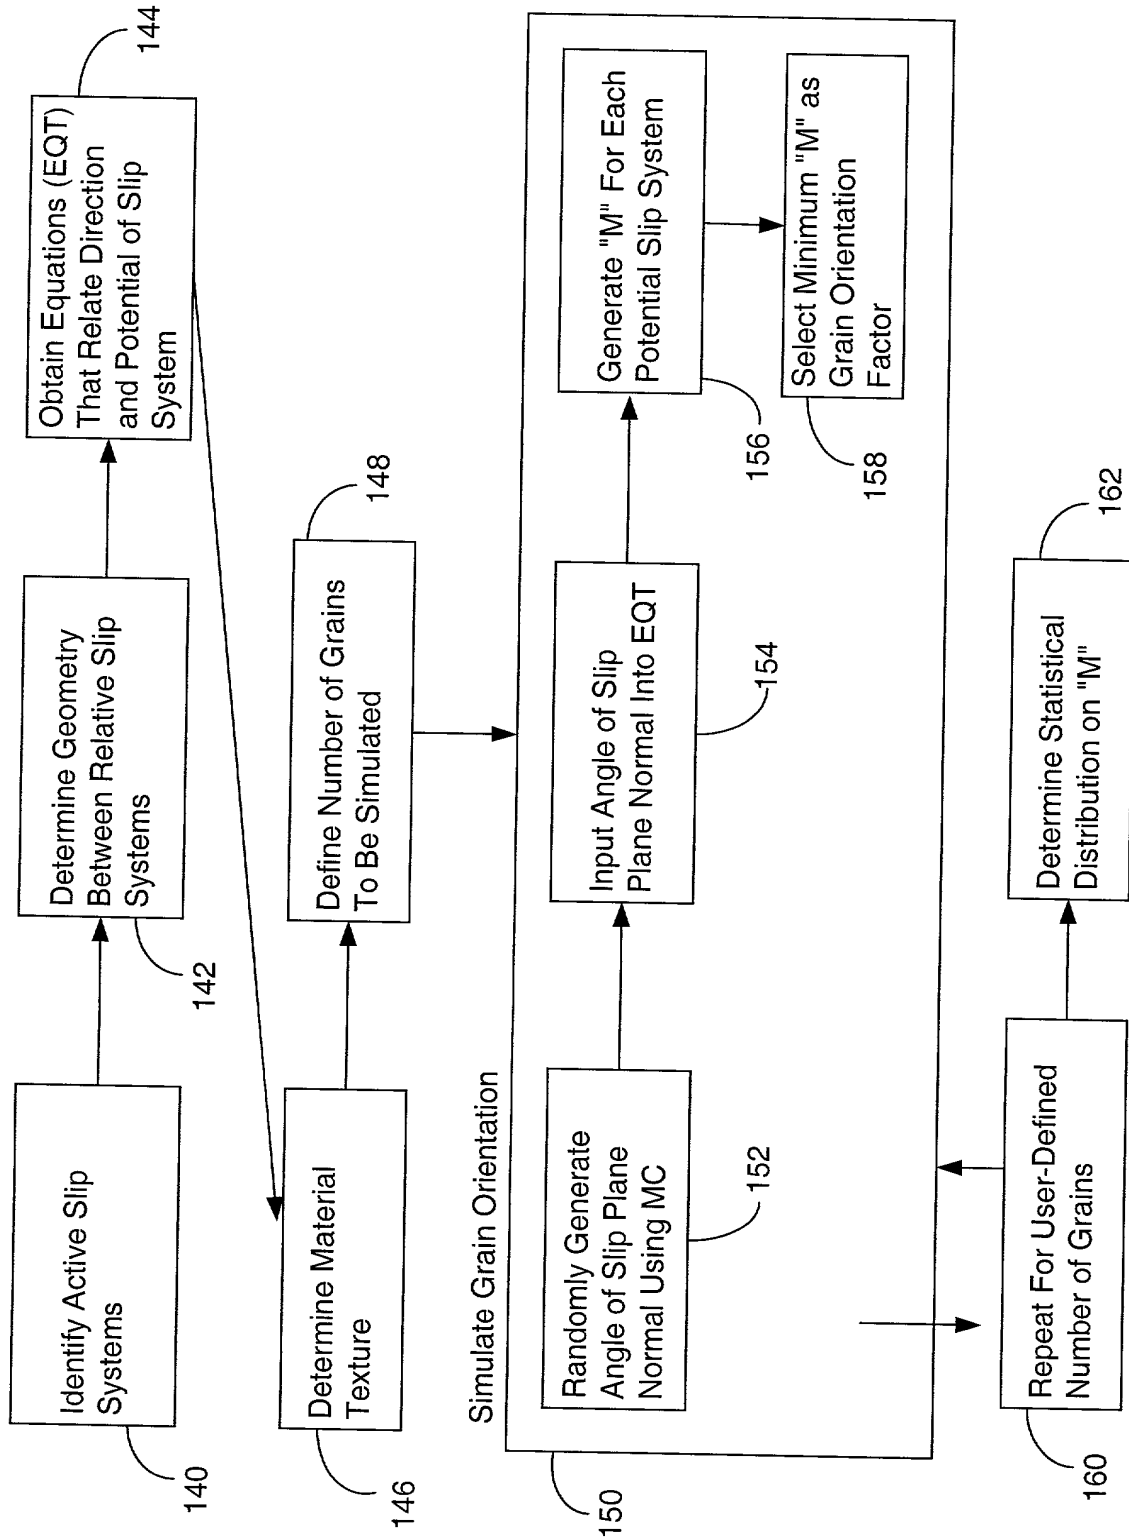 Identify Active Slip
Systems
140
Determine Geometry
Between Relative Slip
Systems
142
Obtain Equations (EQT)
That Relate Direction
and Potential of Slip
System
144
Determine Material
Texture
146
Define Number of Grains
To Be Simulated
148
Simulate Grain Orientation
150
Randomly Generate
Angle of Slip Plane
Normal Using MC
152
Input Angle of Slip
Plane Normal Into EQT
154
Generate "M" For Each
Potential Slip System
156
Select Minimum "M" as
Grain Orientation
Factor
158
Repeat For User-Defined
Number of Grains
160
Determine Statistical
Distribution on "M"
162